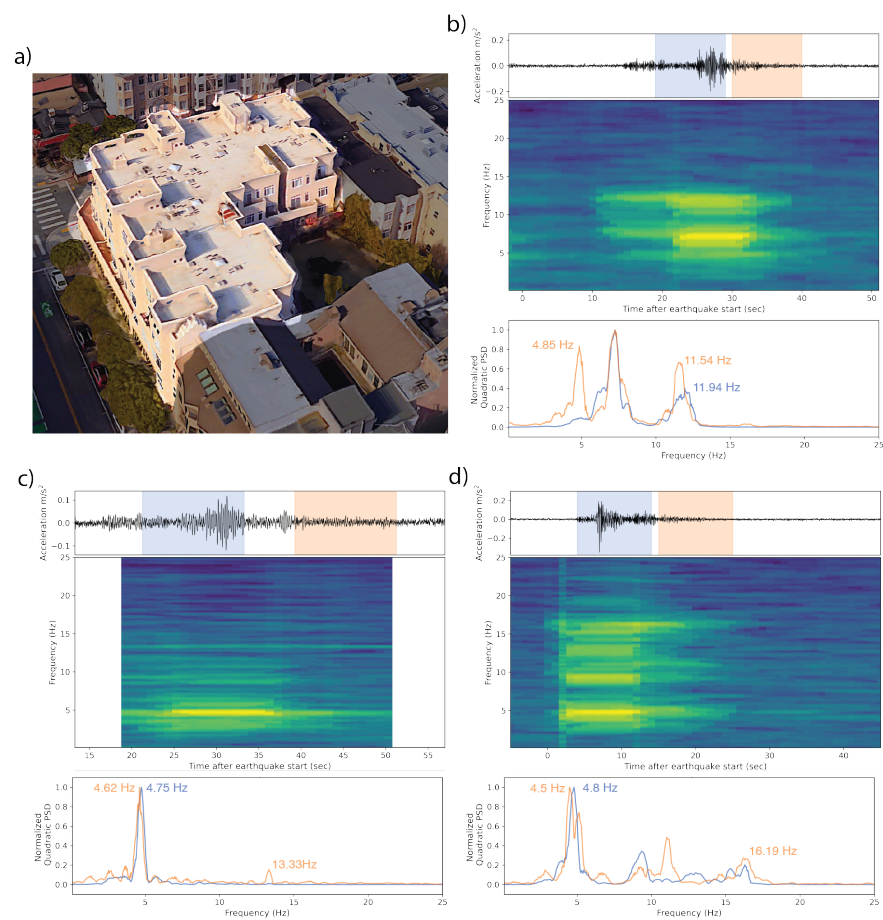 a)
b)
Acceleration m/s²
0.2
0.0
−0.2
Frequency (Hz)
25
20
15
10
5
0 10 20 30 40 50
Time after earthquake start (sec)
Normalized
Quadratic PSD
1.0
0.8
0.6
0.4
0.2
0.0
4.85 Hz
11.54 Hz
11.94 Hz
5 10 15 20 25
Frequency (Hz)
c)
Acceleration m/s²
0.1
0.0
−0.1
Frequency (Hz)
25
20
15
10
5
15 20 25 30 35 40 45 50 55
Time after earthquake start (sec)
Normalized
Quadratic PSD
1.0
0.8
0.6
0.4
0.2
0.0
4.62 Hz
4.75 Hz
13.33Hz
5 10 15 20 25
Frequency (Hz)
d)
Acceleration m/s²
0.2
0.0
−0.2
Frequency (Hz)
25
20
15
10
5
0 10 20 30 40
Time after earthquake start (sec)
Normalized
Quadratic PSD
1.0
0.8
0.6
0.4
0.2
0.0
4.5 Hz
4.8 Hz
16.19 Hz
5 10 15 20 25
Frequency (Hz)